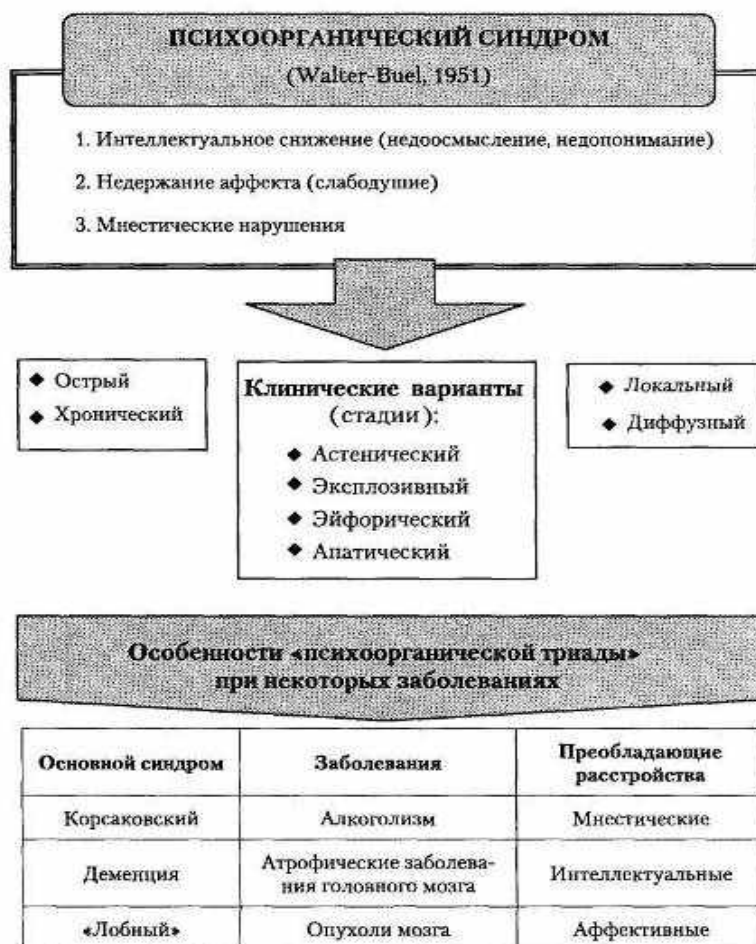 ПСИХООРГАНИЧЕСКИЙ СИНДРОМ
(Walter-Buel, 1951)
1. Интеллектуальное снижение (недоосмысление, недопонимание)
2. Недержание аффекта (слабодушие)
3. Мнестические нарушения
◆ Острый
◆ Хронический
Клинические варианты
(стадии):
◆ Астенический
◆ Эксплозивный
◆ Эйфорический
◆ Апатический
◆ Локальный
◆ Диффузный
Особенности «психоорганической триады»
при некоторых заболеваниях
Основной синдром
Заболевания
Преобладающие
расстройства
Корсаковский
Алкоголизм
Мнестические
Деменция
Атрофические заболева-
ния головного мозга
Интеллектуальные
«Лобный»
Опухоли мозга
Аффективные